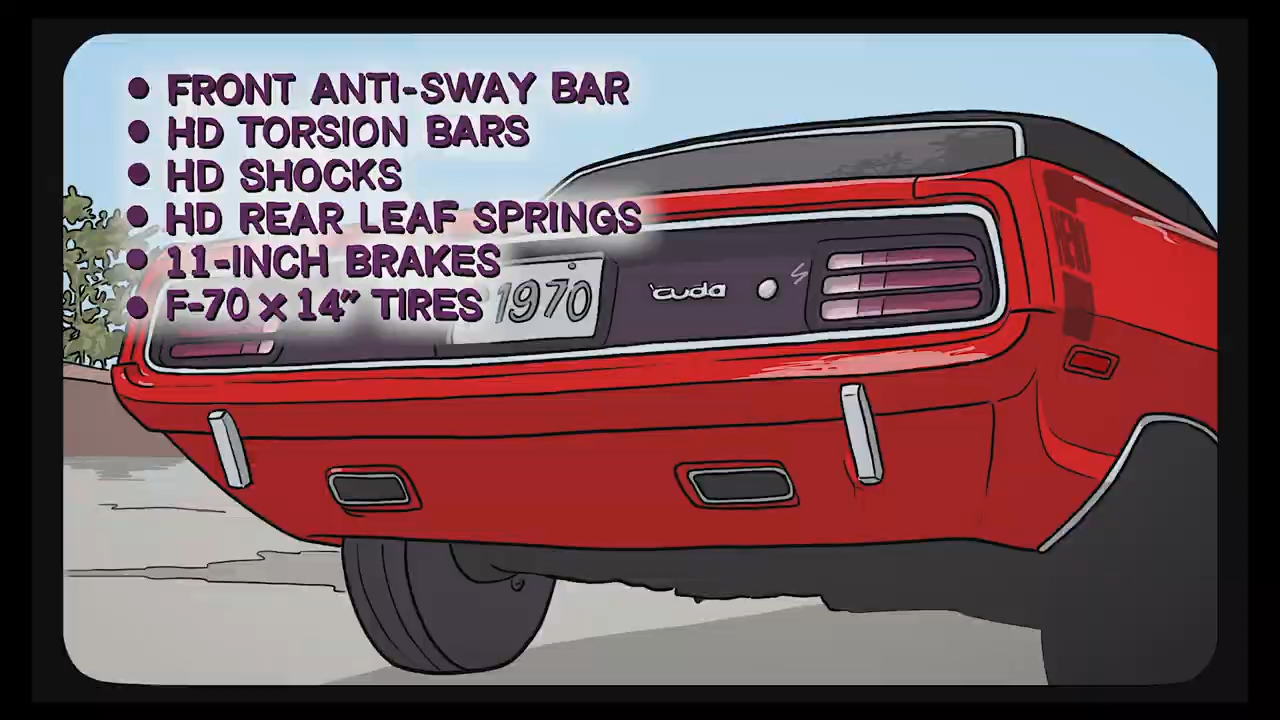 • FRONT ANTI-SWAY BAR
• HD TORSION BARS
• HD SHOCKS
• HD REAR LEAF SPRINGS
• 11-INCH BRAKES
• F-70 x 14" TIRES
1970
'cuda
HEMI